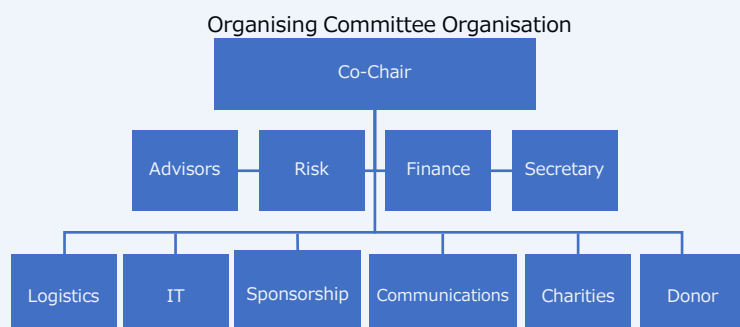 Organising Committee Organisation
Co-Chair
Advisors
Risk
Finance
Secretary
Logistics
IT
Sponsorship
Communications
Charities
Donor